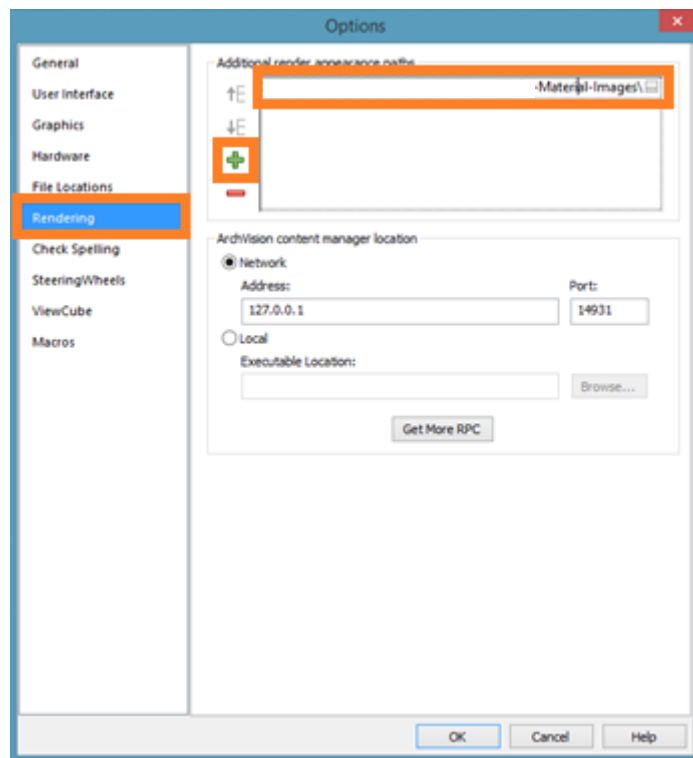 Options
General
User Interface
Graphics
Hardware
File Locations
Rendering
Check Spelling
SteeringWheels
ViewCube
Macros
Additional render appearance paths
-Material-Images\
ArchVision content manager location
Network
Address:
Port:
127.0.0.1
14931
Local
Executable Location:
Browse...
Get More RPC
OK
Cancel
Help